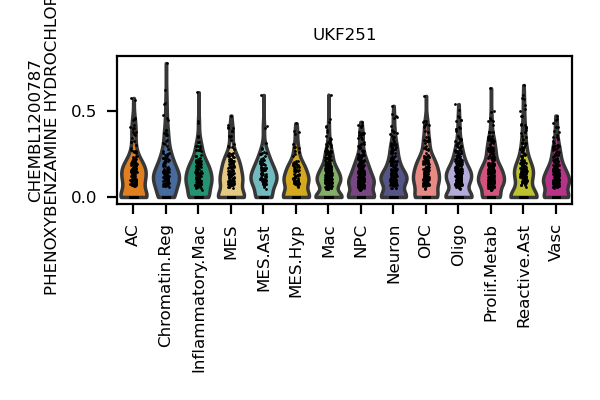 UKF251
CHEMBL1200787
PHENOXYBENZAMINE
0.5
0.0
AC
Chromatin.Reg
Inflammatory.Mac
MES
MES.Ast
MES.Hyp
Mac
NPC
Neuron
OPC
Oligo
Prolif.Metab
Reactive.Ast
Vasc